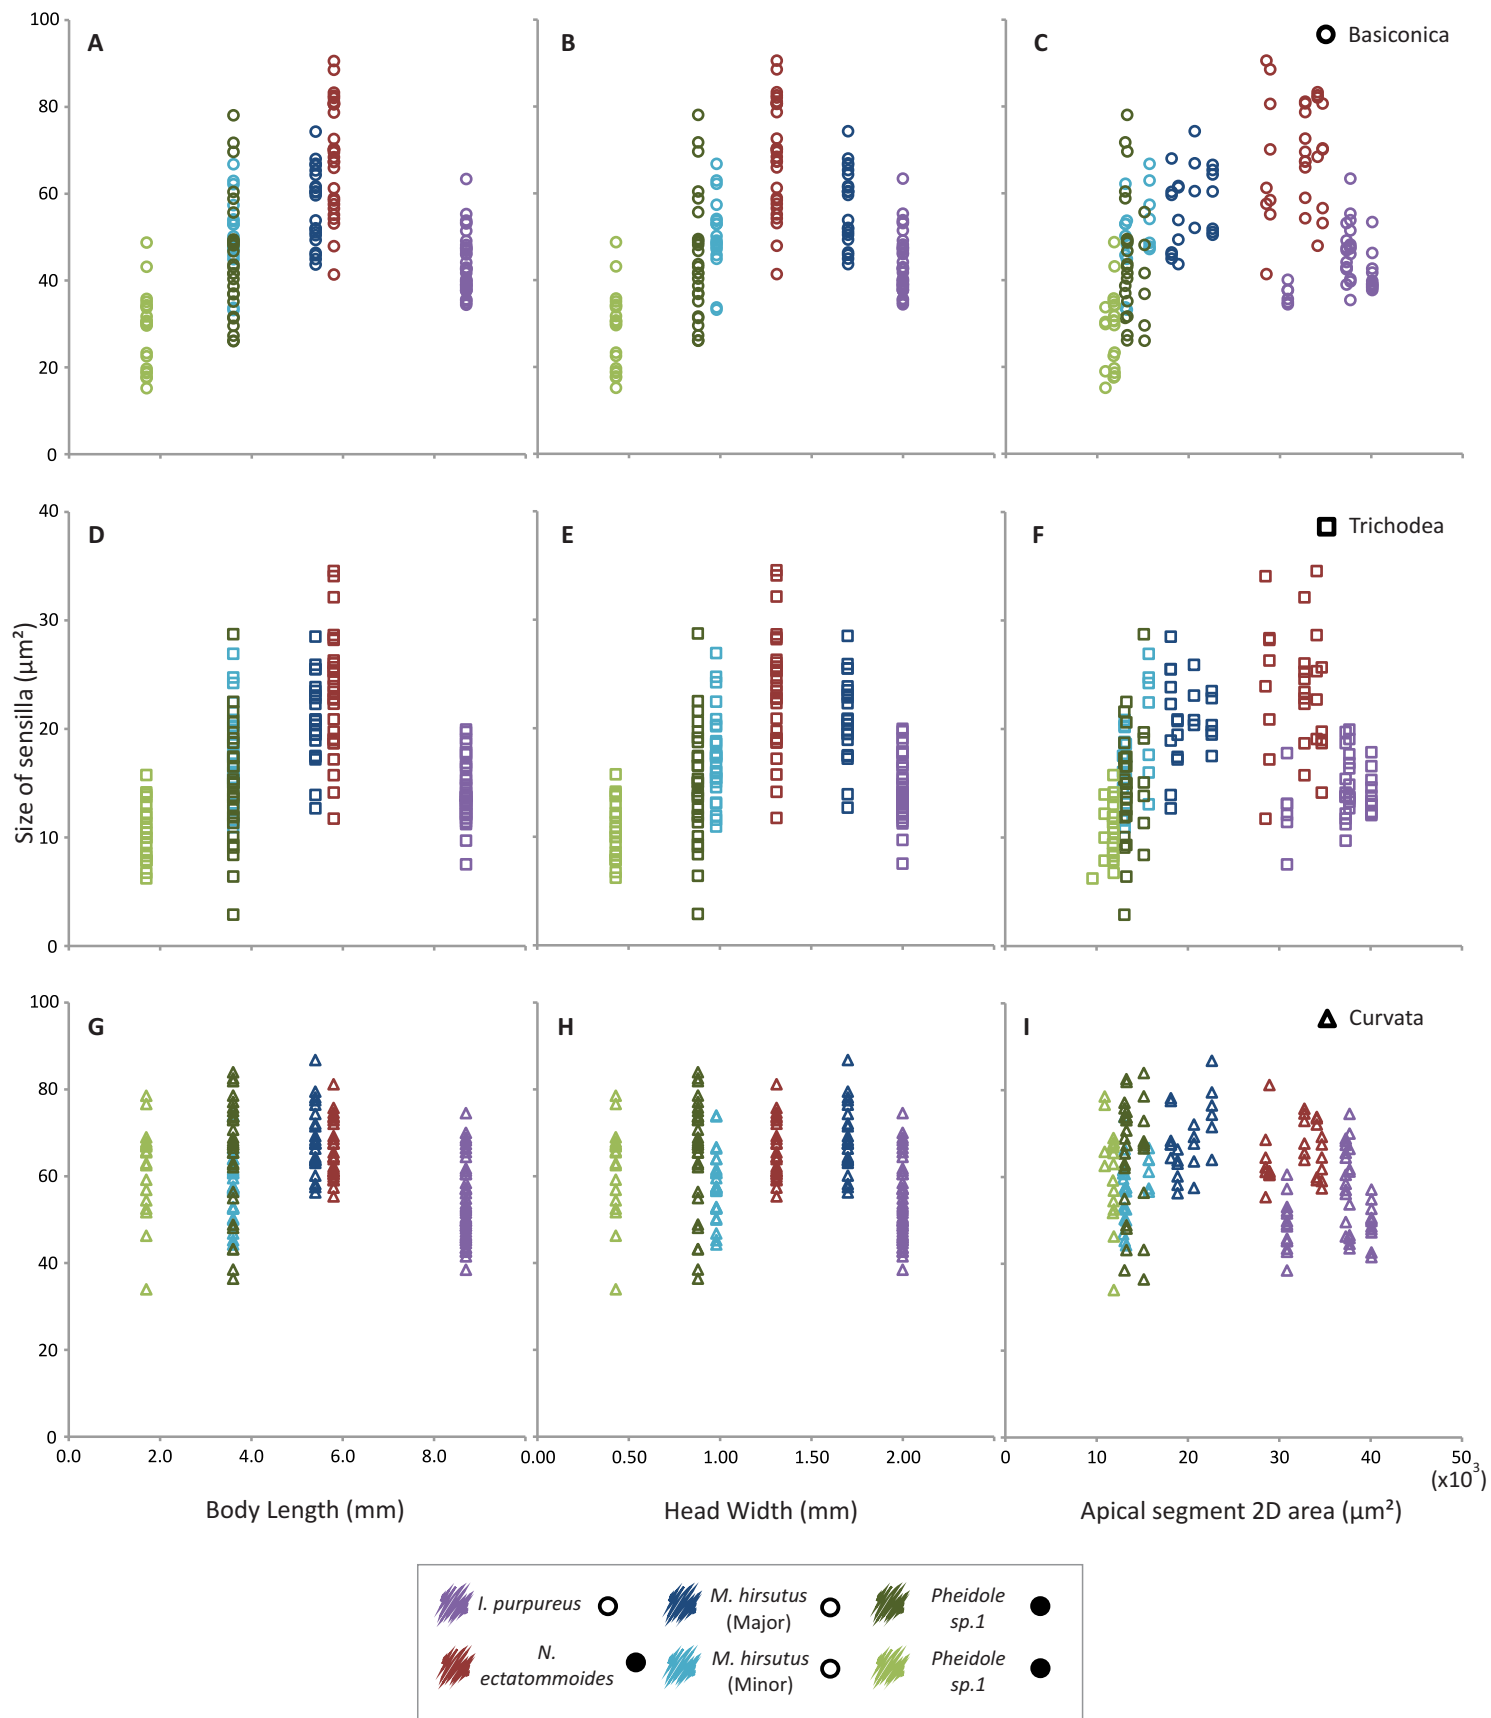 A
B
C
Basiconica
100
80
60
40
20
0
D
E
F
Trichodea
40
30
20
10
0
Size of sensilla (µm²)
G
H
I
Curvata
100
80
60
40
20
0
0.0 2.0 4.0 6.0 8.0
0.00 0.50 1.00 1.50 2.00
0 10 20 30 40 50
(x10³)
Body Length (mm)
Head Width (mm)
Apical segment 2D area (µm²)
I. purpureus
M. hirsutus
(Major)
Pheidole
sp.1
N.
ectatommoides
M. hirsutus
(Minor)
Pheidole
sp.1